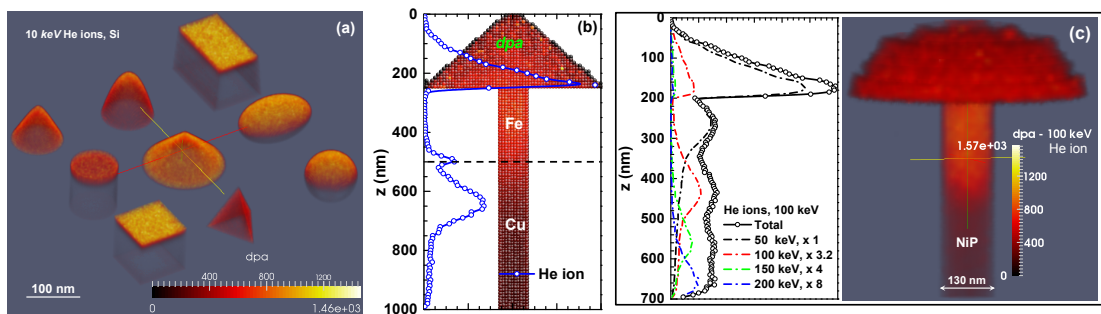 10 keV He ions, Si
(a)
100 nm
dpa
400
800
1200
0
1.46e+03
z (nm)
0
200
400
600
800
1000
(b)
dpa
Fe
Cu
He ion
z (nm)
0
100
200
300
400
500
600
700
He ions, 100 keV
Total
50 keV, x 1
100 keV, x 3.2
150 keV, x 4
200 keV, x 8
(c)
dpa - 100 keV
He ion
1.57e+03
1200
800
400
0
NiP
130 nm